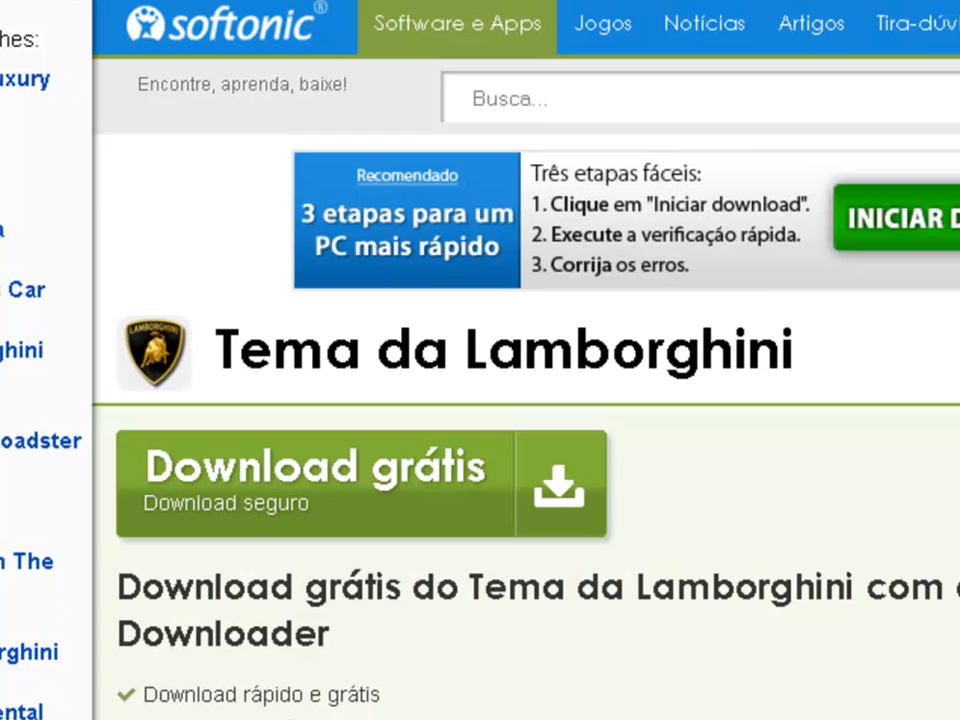 softonic®
Software e Apps
Jogos
Notícias
Artigos
Tira-dúvi
hes:
uxury
Encontre, aprenda, baixe!
Busca...
Recomendado
3 etapas para um
PC mais rápido
Três etapas fáceis:
1. Clique em "Iniciar download".
2. Execute a verificação rápida.
3. Corrija os erros.
INICIAR D
a
Car
ghini
LAMBORGHINI
Tema da Lamborghini
oadster
Download grátis
Download seguro
n The
Download grátis do Tema da Lamborghini com
Downloader
rghini
Download rápido e grátis
ental